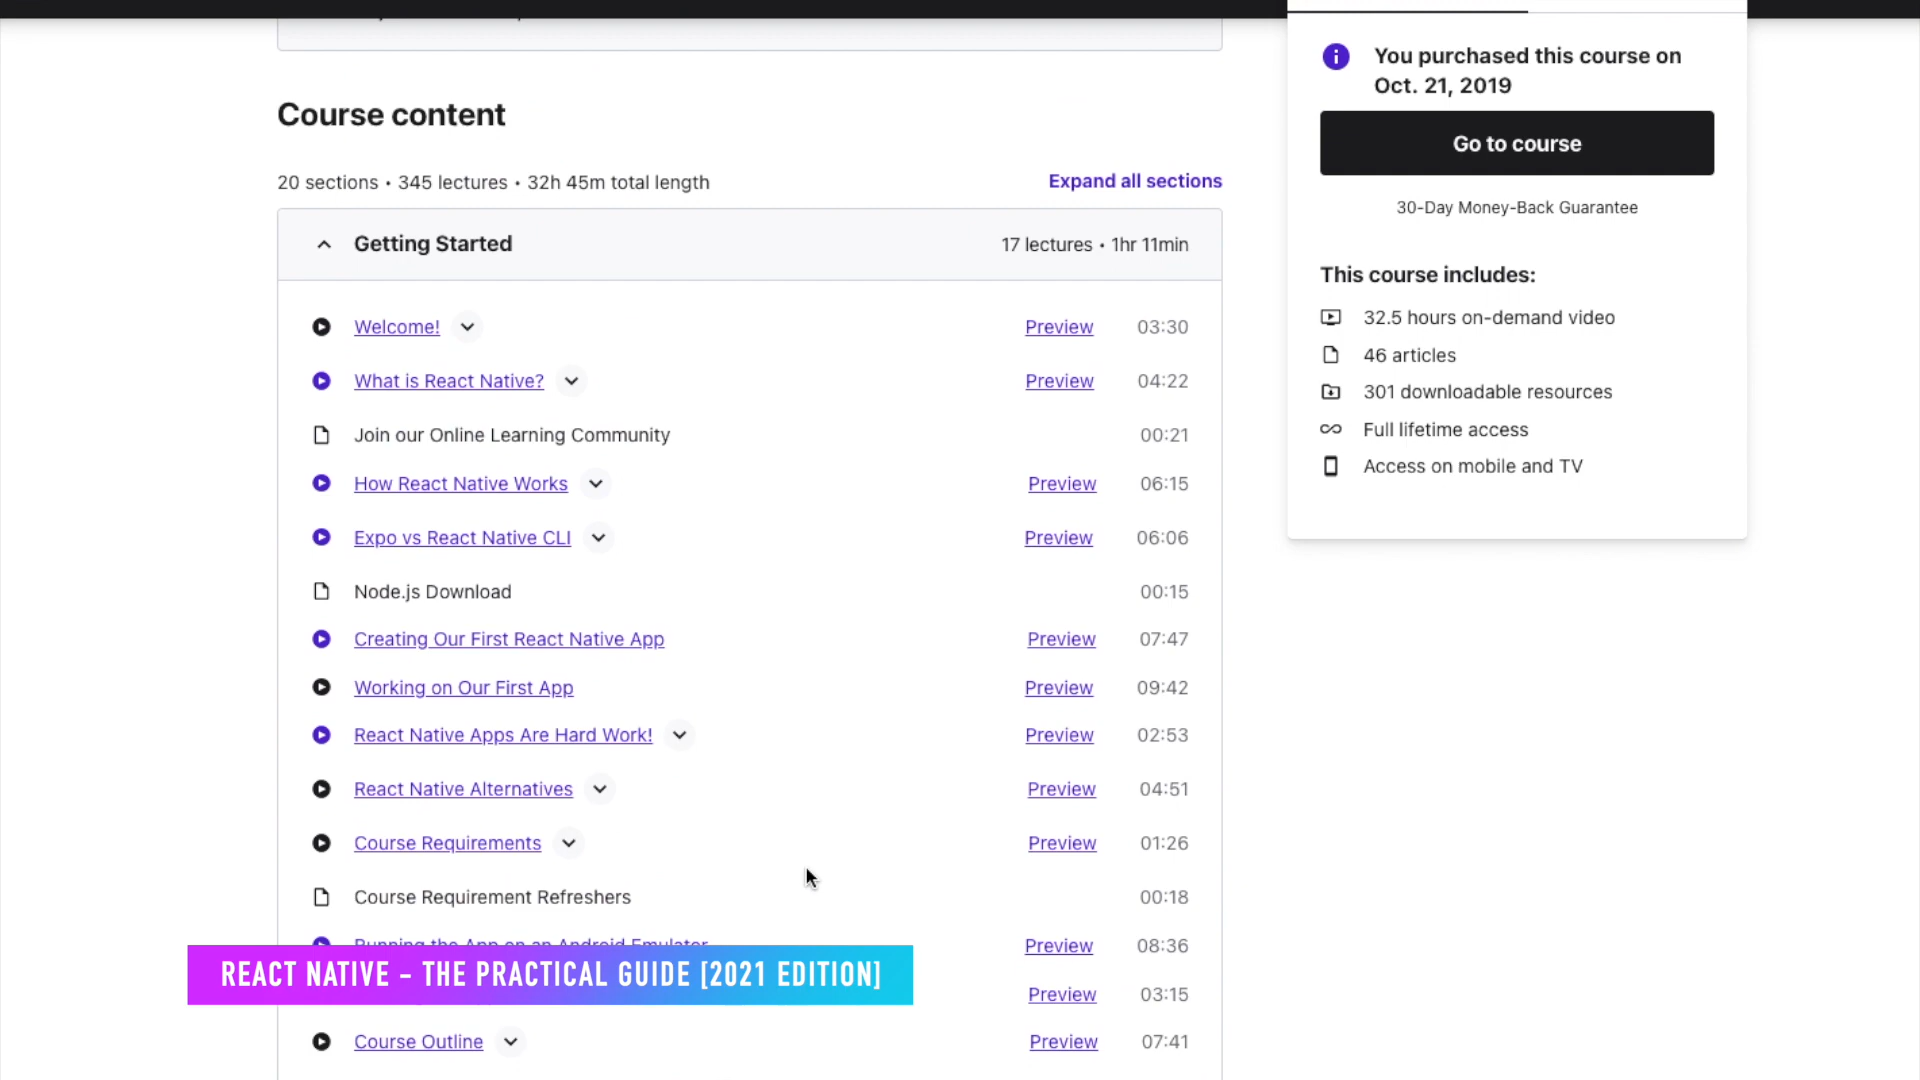 Course content
20 sections • 345 lectures • 32h 45m total length
Expand all sections
Getting Started
17 lectures • 1hr 11min
Welcome!
Preview
03:30
What is React Native?
Preview
04:22
Join our Online Learning Community
00:21
How React Native Works
Preview
06:15
Expo vs React Native CLI
Preview
06:06
Node.js Download
00:15
Creating Our First React Native App
Preview
07:47
Working on Our First App
Preview
09:42
React Native Apps Are Hard Work!
Preview
02:53
React Native Alternatives
Preview
04:51
Course Requirements
Preview
01:26
Course Requirement Refreshers
00:18
Running the App on an Android Emulator
Preview
08:36
REACT NATIVE - THE PRACTICAL GUIDE [2021 EDITION]
Preview
03:15
Course Outline
Preview
07:41
You purchased this course on
Oct. 21, 2019
Go to course
30-Day Money-Back Guarantee
This course includes:
32.5 hours on-demand video
46 articles
301 downloadable resources
Full lifetime access
Access on mobile and TV